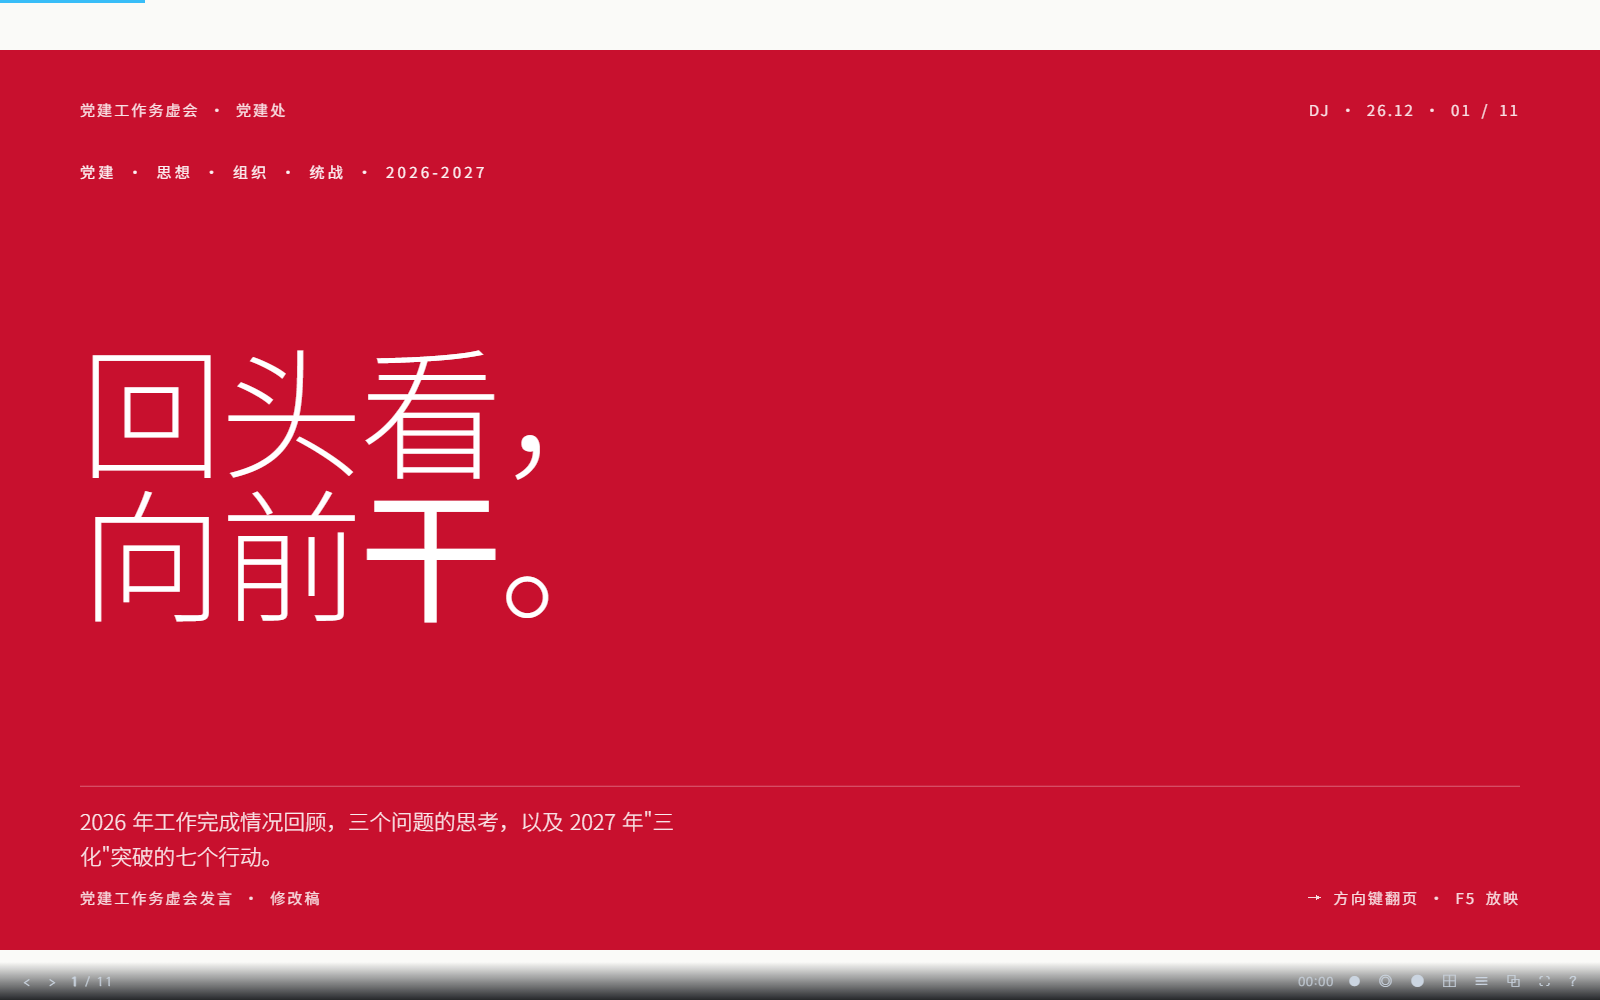 党建工作务虚会 · 党建处
DJ · 26.12 · 01 / 11
党建 · 思想 · 组织 · 统战 · 2026-2027
回头看，
向前干。
2026 年工作完成情况回顾，三个问题的思考，以及 2027 年"三
化"突破的七个行动。
党建工作务虚会发言 · 修改稿
→ 方向键翻页 · F5 放映
< > 1 / 11
00:00
?